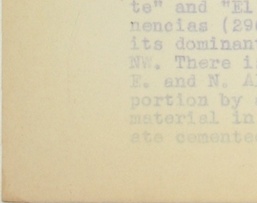 te" and "El
nencias (29
its dominan
NW. There i
E. and N. A
portion by
material in
ate cemente